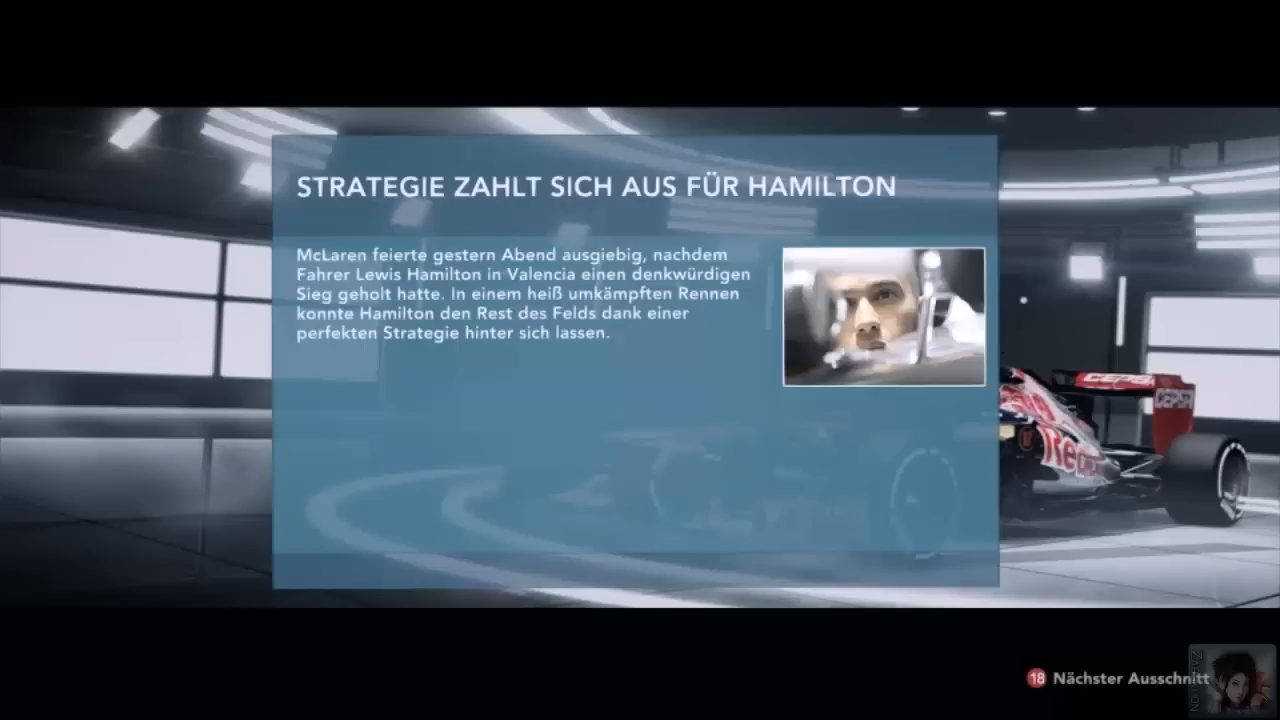 STRATEGIE ZAHLT SICH AUS FÜR HAMILTON
McLaren feierte gestern Abend ausgiebig, nachdem
Fahrer Lewis Hamilton in Valencia einen denkwürdigen
Sieg geholt hatte. In einem heiß umkämpften Rennen
konnte Hamilton den Rest des Felds dank einer
perfekten Strategie hinter sich lassen.
CEPSA
CEPSA
Red
18 Nächster Ausschnitt